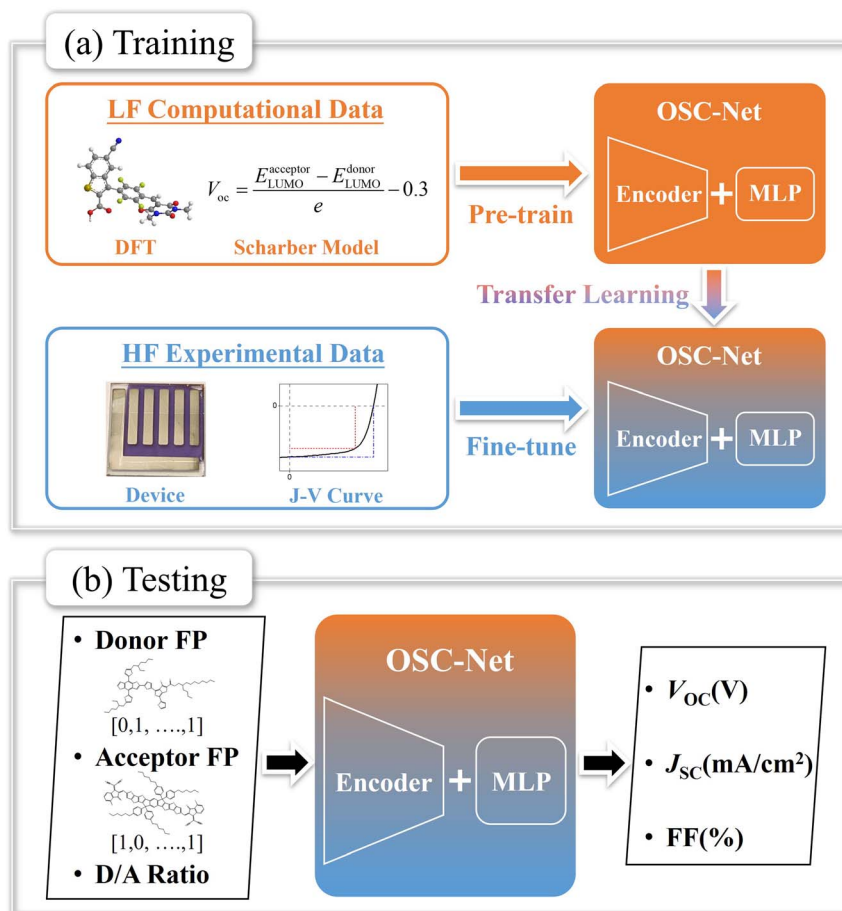 (a) Training
LF Computational Data
V_oc = (E_LUMO^acceptor − E_LUMO^donor) / e − 0.3
DFT
Scharber Model
Pre-train
OSC-Net
Encoder + MLP
Transfer Learning
HF Experimental Data
0
0
Device
J-V Curve
Fine-tune
OSC-Net
Encoder + MLP
(b) Testing
• Donor FP
[0,1, ….,1]
• Acceptor FP
[1,0, ….,1]
• D/A Ratio
OSC-Net
Encoder + MLP
• V_OC(V)
• J_SC(mA/cm²)
• FF(%)